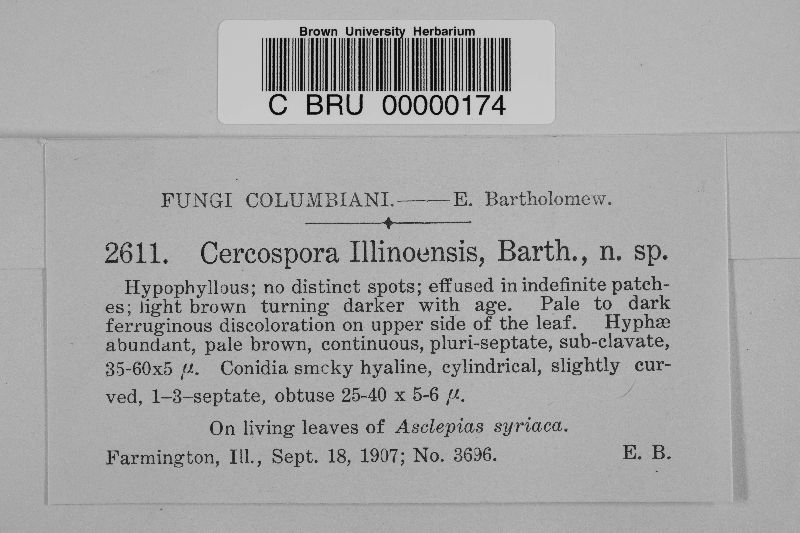 Brown University Herbarium
C BRU 00000174
FUNGI COLUMBIANI.——E. Bartholomew.
2611. Cercospora Illinoensis, Barth., n. sp.
Hypophyllous; no distinct spots; effused in indefinite patch-
es; light brown turning darker with age. Pale to dark
ferruginous discoloration on upper side of the leaf. Hyphæ
abundant, pale brown, continuous, pluri-septate, sub-clavate,
35-60x5 μ. Conidia smcky hyaline, cylindrical, slightly cur-
ved, 1–3–septate, obtuse 25-40 x 5-6 μ.
On living leaves of Asclepias syriaca.
Farmington, Ill., Sept. 18, 1907; No. 3696. E. B.